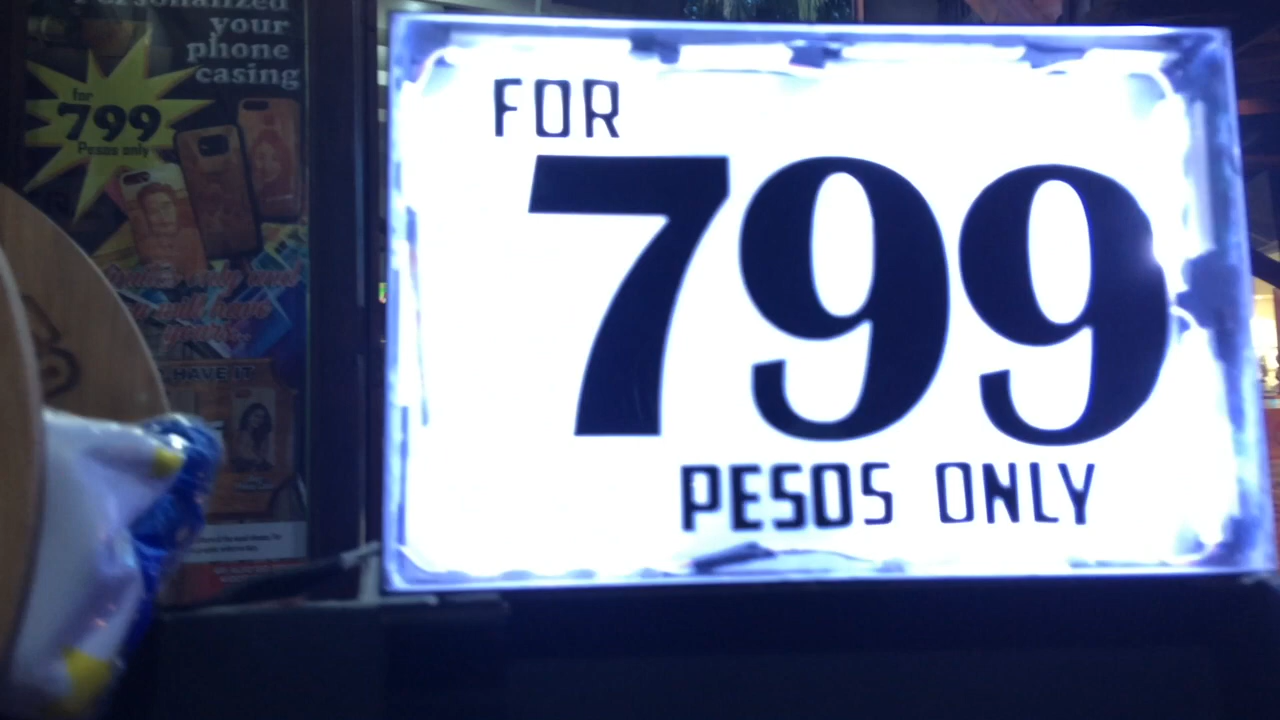 Personalized
your
phone
casing
for
799
Pesos only
HAVE IT
FOR
799
PESOS ONLY